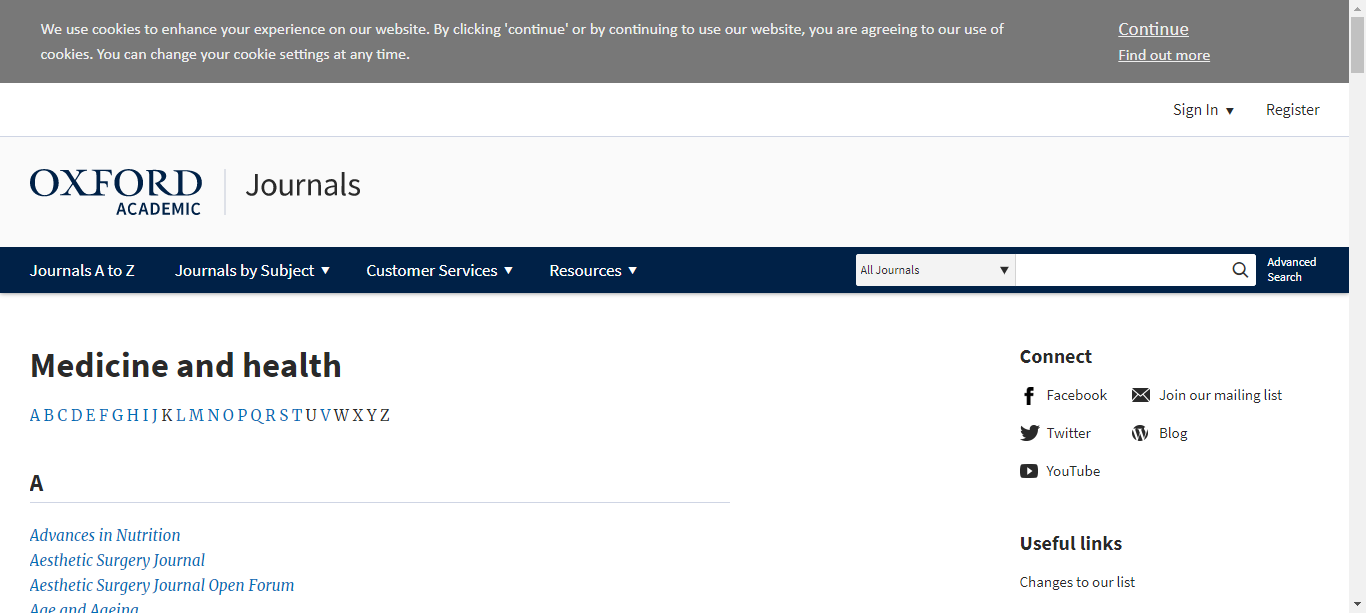 We use cookies to enhance your experience on our website. By clicking 'continue' or by continuing to use our website, you are agreeing to our use of
cookies. You can change your cookie settings at any time.
Continue
Find out more
Sign In ▼
Register
OXFORD
ACADEMIC
Journals
Journals A to Z
Journals by Subject ▼
Customer Services ▼
Resources ▼
All Journals ▼
Advanced
Search
Medicine and health
A B C D E F G H I J K L M N O P Q R S T U V W X Y Z
A
Advances in Nutrition
Aesthetic Surgery Journal
Aesthetic Surgery Journal Open Forum
Age and Ageing
Connect
Facebook
Join our mailing list
Twitter
Blog
YouTube
Useful links
Changes to our list